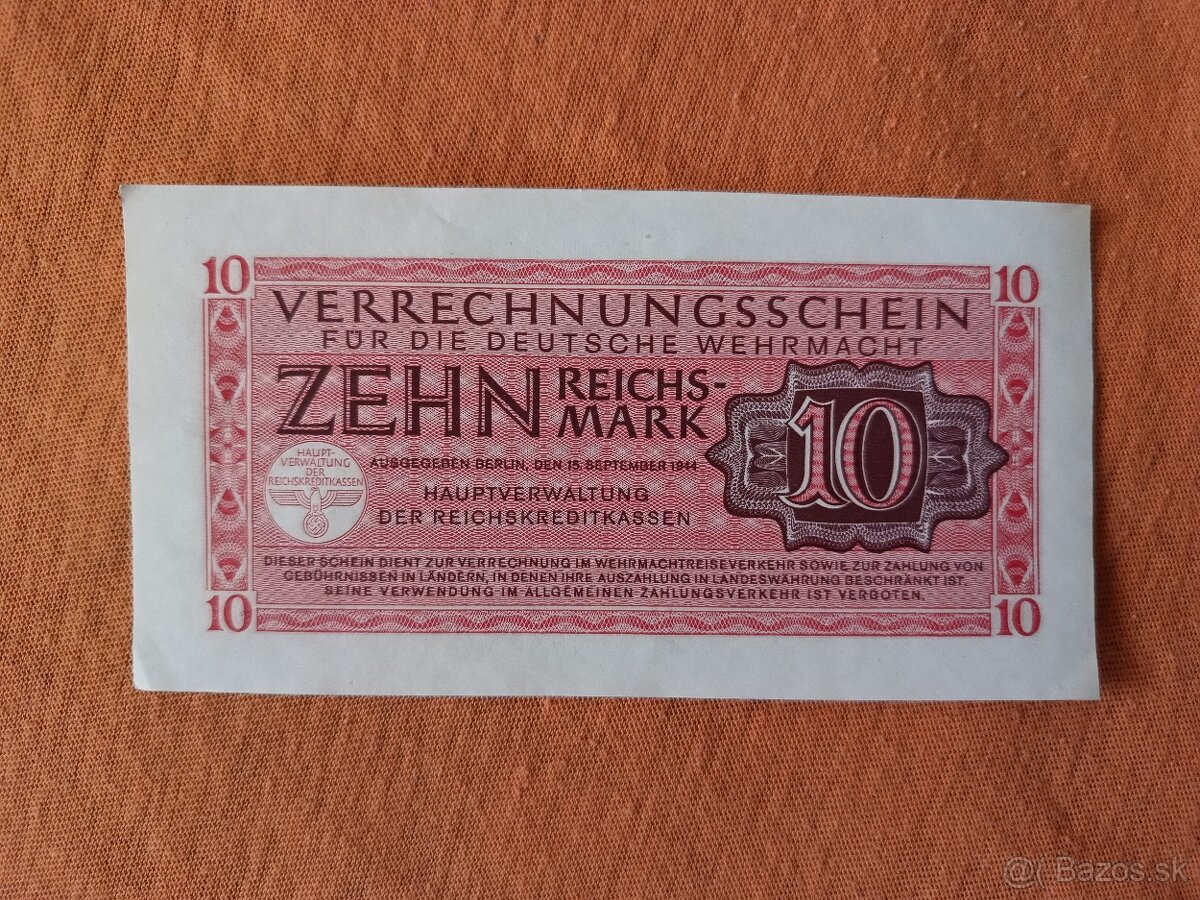 10
10
VERRECHNUNGSSCHEIN
FÜR DIE DEUTSCHE WEHRMACHT
ZEHN REICHS-
MARK
10
HAUPT-
VERWALTUNG
DER
REICHSKREDITKASSEN
AUSGEGEBEN BERLIN, DEN 15. SEPTEMBER 1944
HAUPTVERWALTUNG
DER REICHSKREDITKASSEN
DIESER SCHEIN DIENT ZUR VERRECHNUNG IM WEHRMACHTREISEVERKEHR SOWIE ZUR ZAHLUNG VON
GEBÜHRNISSEN IN LÄNDERN, IN DENEN IHRE AUSZAHLUNG IN LANDESWÄHRUNG BESCHRÄNKT IST.
SEINE VERWENDUNG IM ALLGEMEINEN ZAHLUNGSVERKEHR IST VERBOTEN.
10
10
@( Bazos.sk